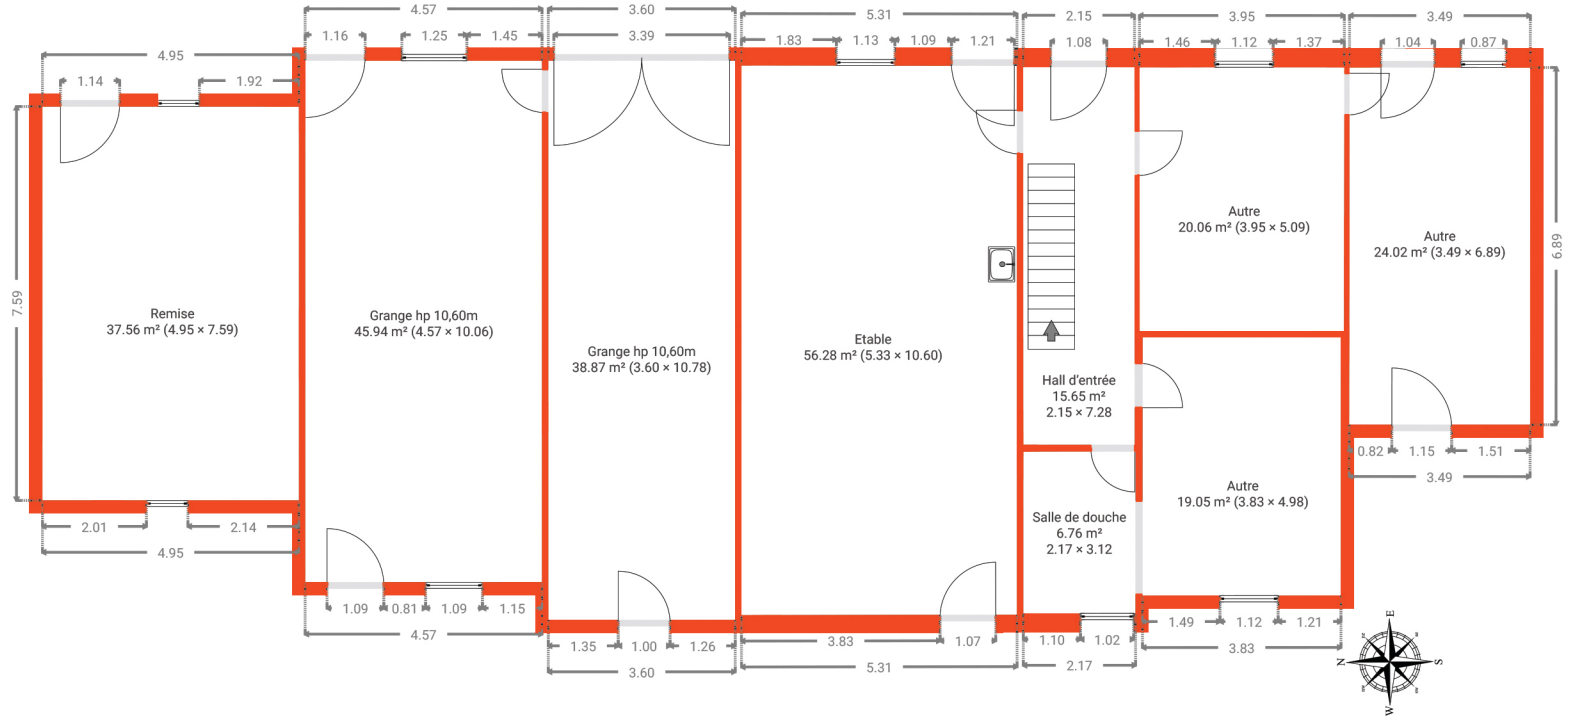 4.57
3.60
5.31
2.15
3.95
3.49
1.16
1.25
1.45
3.39
1.83
1.13
1.09
1.21
1.08
1.46
1.12
1.37
1.04
0.87
4.95
1.14
1.92
7.59
6.89
Remise
37.56 m² (4.95 × 7.59)
Grange hp 10,60m
45.94 m² (4.57 × 10.06)
Grange hp 10,60m
38.87 m² (3.60 × 10.78)
Etable
56.28 m² (5.33 × 10.60)
Hall d'entrée
15.65 m²
2.15 × 7.28
Autre
20.06 m² (3.95 × 5.09)
Autre
24.02 m² (3.49 × 6.89)
Salle de douche
6.76 m²
2.17 × 3.12
Autre
19.05 m² (3.83 × 4.98)
0.82
1.15
1.51
3.49
2.01
2.14
4.95
1.09
0.81
1.09
1.15
4.57
1.35
1.00
1.26
3.60
3.83
1.07
5.31
1.10
1.02
2.17
1.49
1.12
1.21
3.83
E
N
S
W